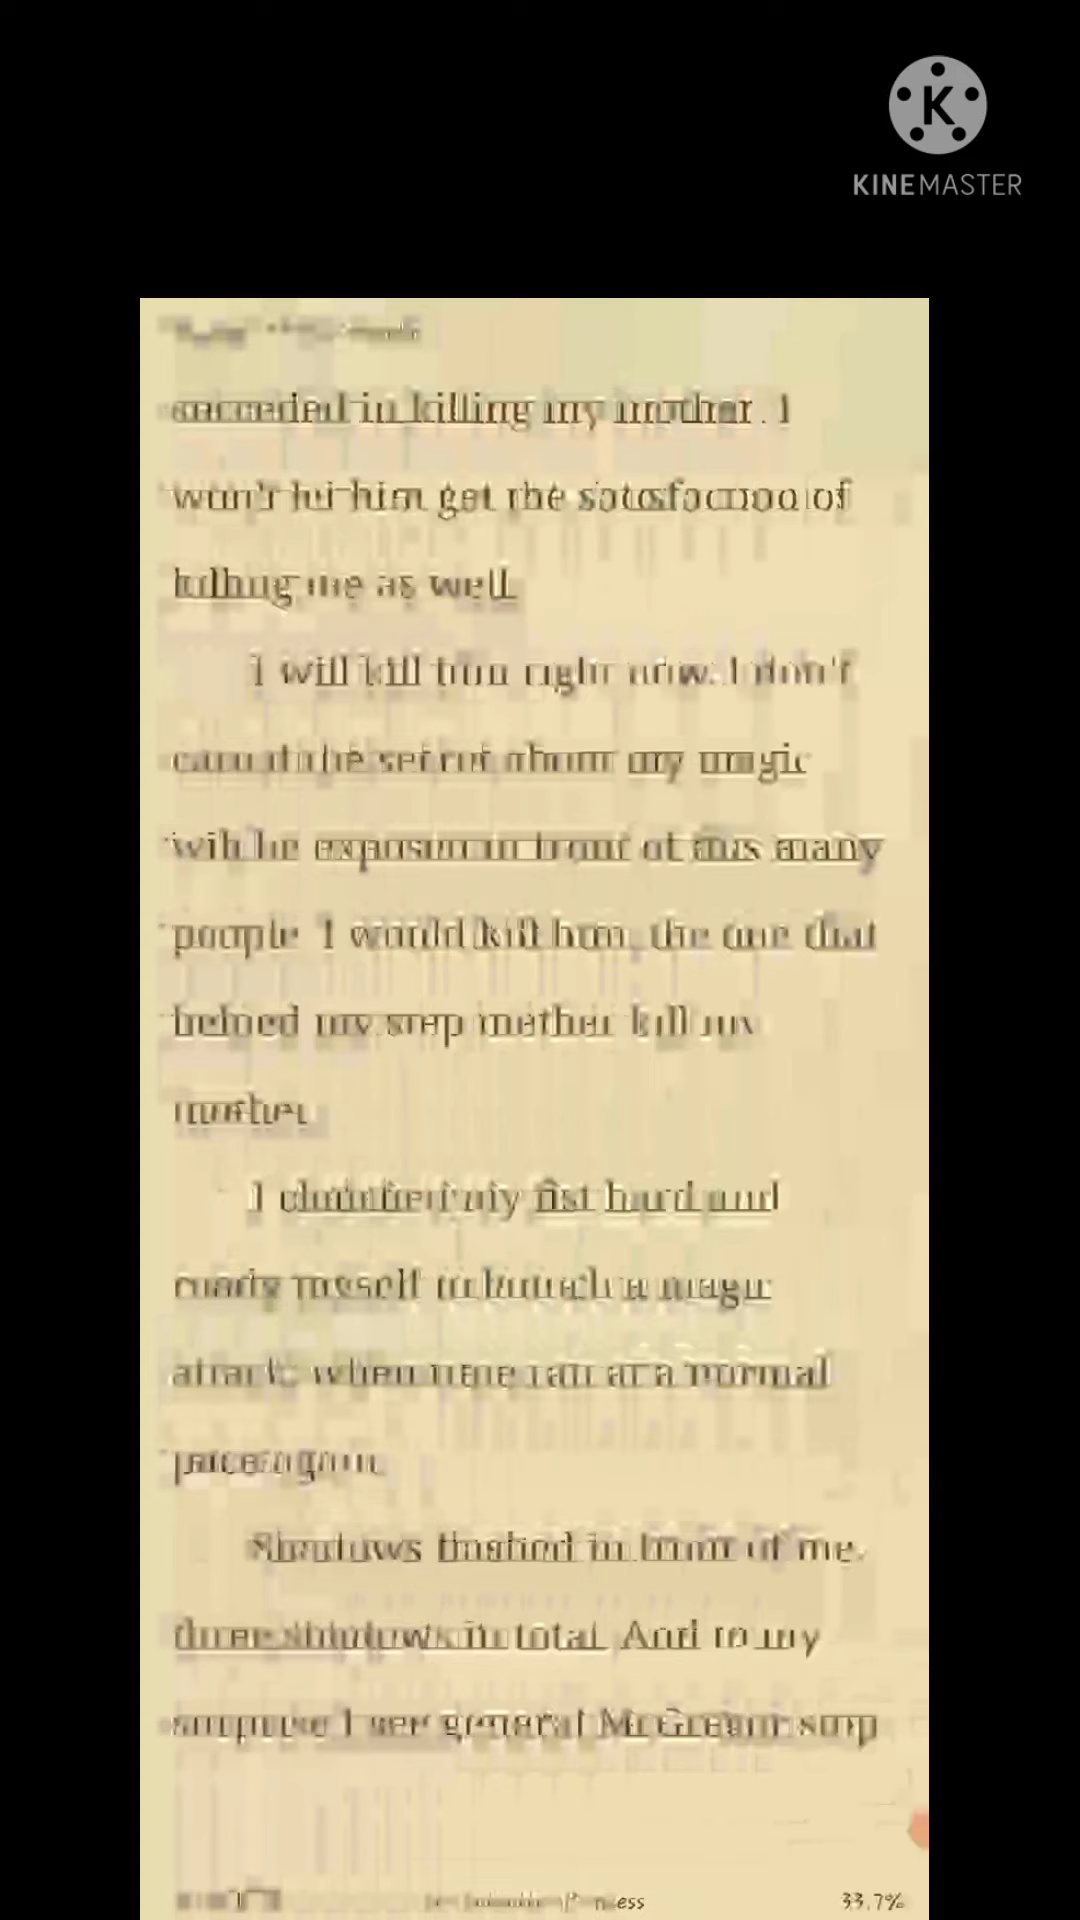 KINEMASTER
succeeded in killing my mother. I
won't let him get the satisfaction of
killing me as well.
I will kill him right now. I don't
the secret about my magic
will be in front of this many
people. I would kill him, the one that
helped my step mother kill my
mother.
I clenched my fist hard and
ready myself to launch a magic
attack, when time ran at a normal
pace again.
Shadows flashed in front of me,
three shadows in total. And to my
surprise I see general McGregor stop
33.7%